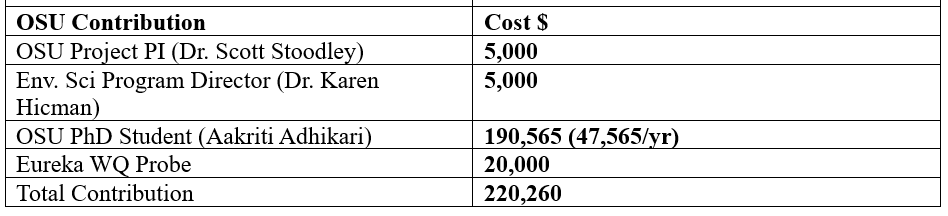 OSU Contribution Cost $
OSU Project PI (Dr. Scott Stoodley) 5,000
Env. Sci Program Director (Dr. Karen 5,000
Hicman)
OSU PhD Student (Aakriti Adhikari) 190,565 (47,565/yr)
Eureka WQ Probe 20,000
Total Contribution 220,260